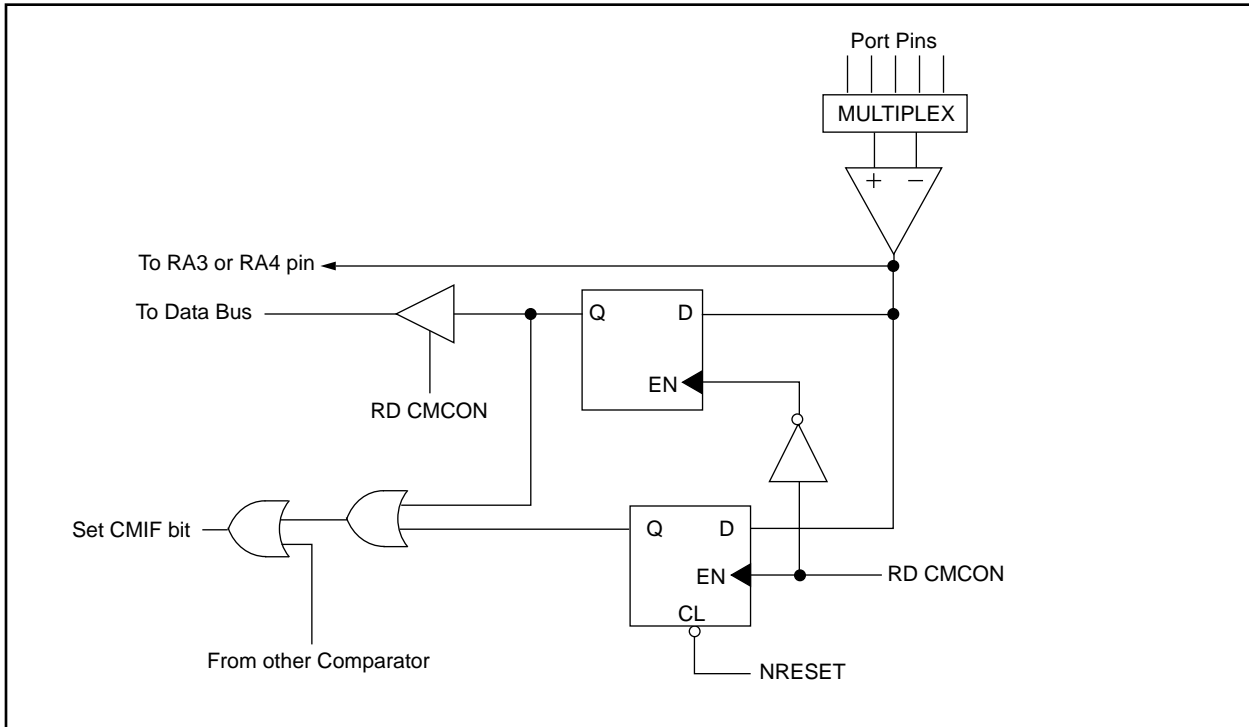 Port Pins
MULTIPLEX
+ −
To RA3 or RA4 pin
To Data Bus
Q D
EN
RD CMCON
Set CMIF bit
Q D
EN
RD CMCON
CL
From other Comparator
NRESET